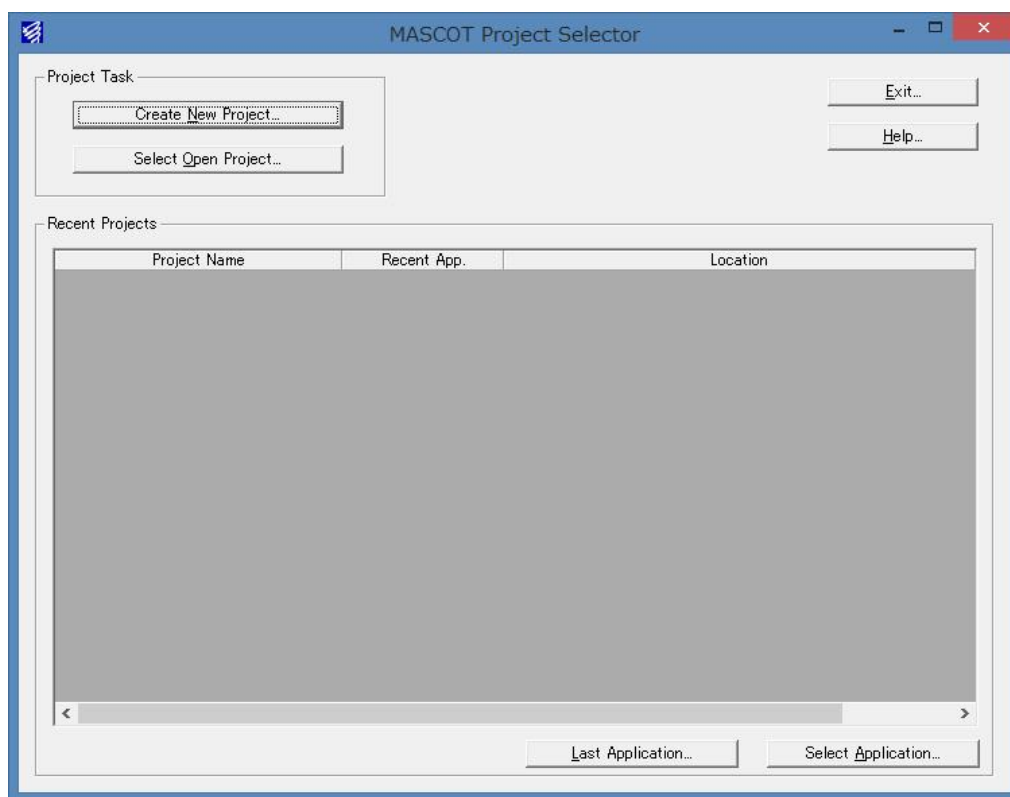 MASCOT Project Selector
Project Task
Create New Project...
Select Open Project...
Exit...
Help...
Recent Projects
Project Name Recent App. Location
Last Application... Select Application...